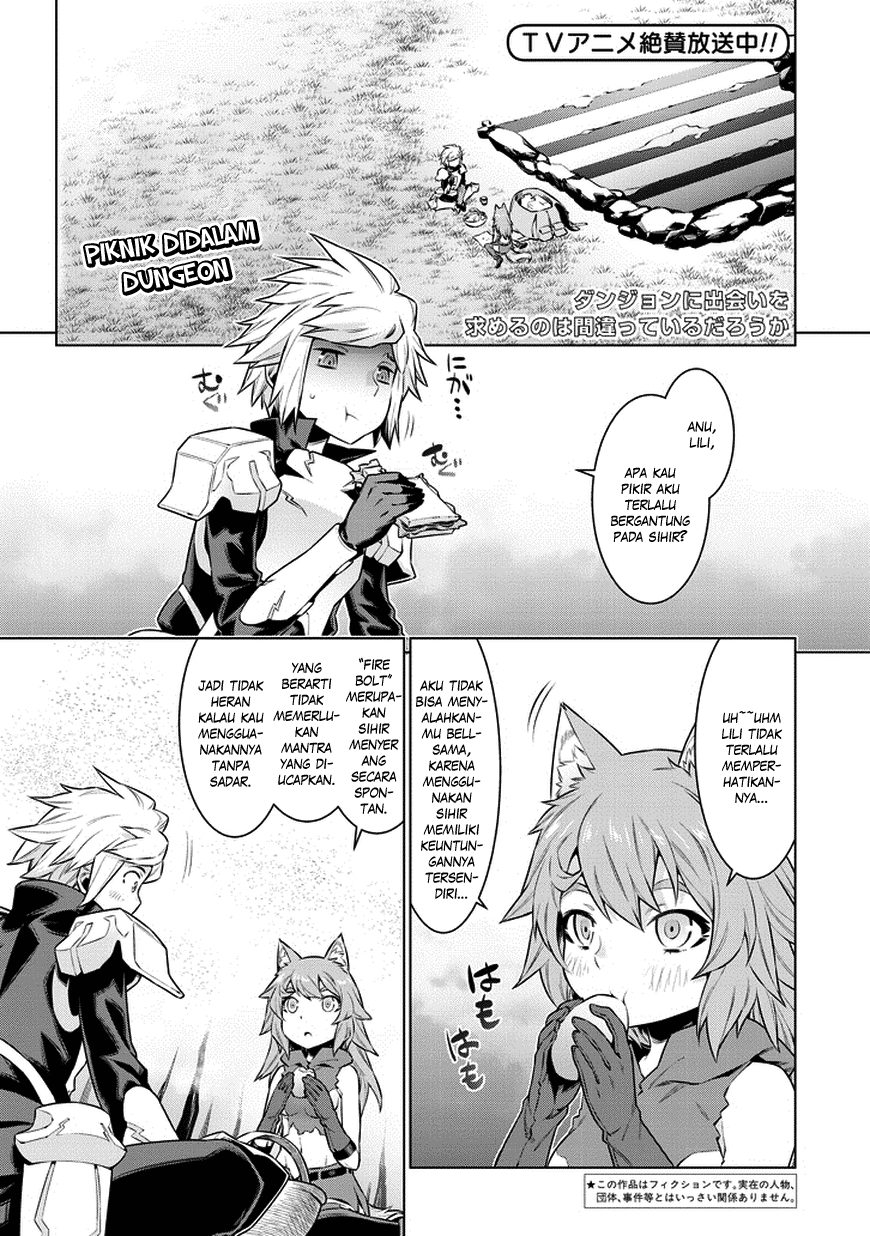 TVアニメ絶賛放送中!!
PIKNIK DIDALAM
DUNGEON
ダンジョンに出会いを
求めるのは間違っているだろうか
にが…
むぐ
むぐ
ANU,
LILI,
APA KAU
PIKIR AKU
TERLALU
BERGANTUNG
PADA SIHIR?
UH~~UHM
LILI TIDAK
TERLALU
MEMPER-
HATIKAN-
NYA...
AKU TIDAK
BISA MENY-
ALAHKAN-
MU BELL-
SAMA,
KARENA
MENGGU-
NAKAN
SIHIR
MEMILIKI
KEUNTUN-
GANNYA
TERSEN-
DIRI...
はも
はも
"FIRE
BOLT"
MERUPA-
KAN
SIHIR
MENYER
ANG
SECARA
SPON-
TAN.
YANG
BERARTI
TIDAK
MEMERLU-
KAN
MANTRA
YANG DI-
UCAPKAN.
JADI TIDAK
HERAN
KALAU KAU
MENGGUA-
NAKANNYA
TANPA
SADAR.
★この作品はフィクションです。実在の人物、
団体、事件等とはいっさい関係ありません。